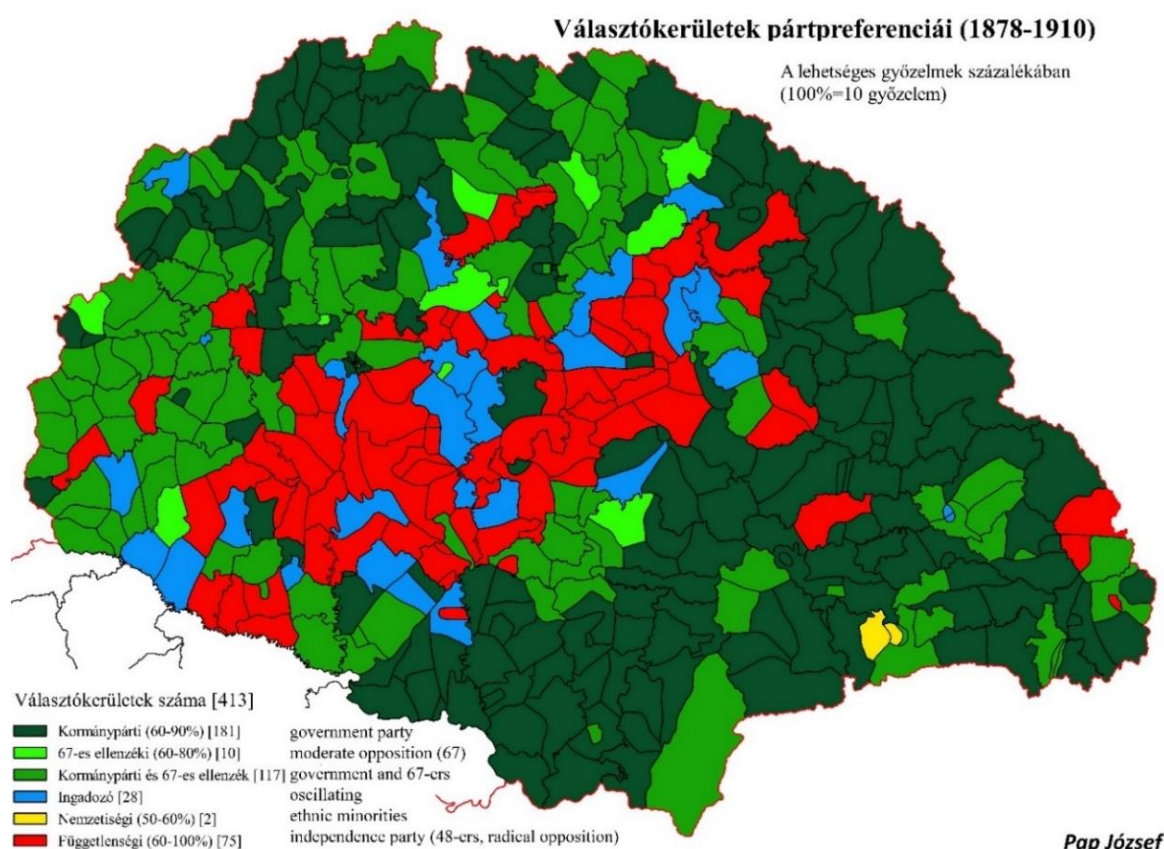 Választókerületek pártpreferenciái (1878-1910)
A lehetséges győzelmek százalékában
(100%=10 győzelem)
Választókerületek száma [413]
Kormánypárti (60-90%) [181] government party
67-es ellenzéki (60-80%) [10] moderate opposition (67)
Kormánypárti és 67-es ellenzék [117] government and 67-ers
Ingadozó [28] oscillating
Nemzetiségi (50-60%) [2] ethnic minorities
Függetlenségi (60-100%) [75] independence party (48-ers, radical opposition)
Pap József